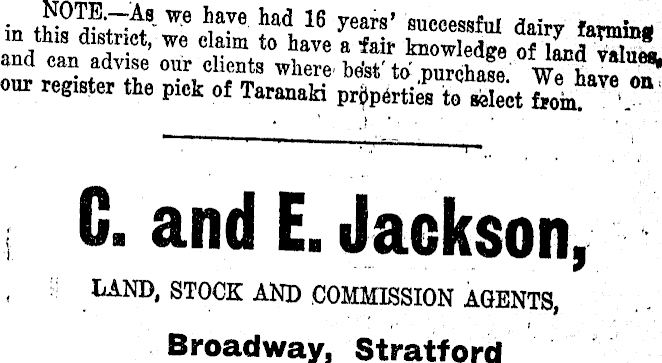 NOTE.—As we have had 16 years' successful dairy farming
in this district, we claim to have a fair knowledge of land values,
and can advise our clients where best to purchase. We have on
our register the pick of Taranaki properties to select from.
C. and E. Jackson,
LAND, STOCK AND COMMISSION AGENTS,
Broadway, Stratford